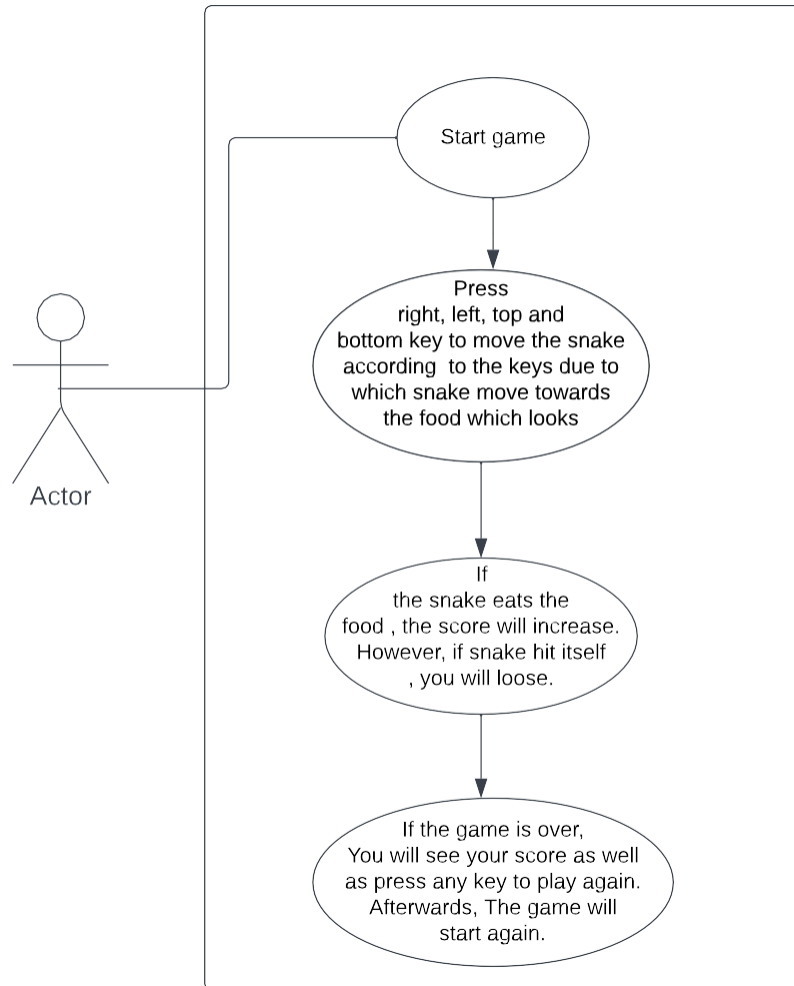 Start game
Press
right, left, top and
bottom key to move the snake
according  to the keys due to
which snake move towards
the food which looks
Actor
If
the snake eats the
food , the score will increase.
However, if snake hit itself
, you will loose.
If the game is over,
You will see your score as well
as press any key to play again.
Afterwards, The game will
start again.